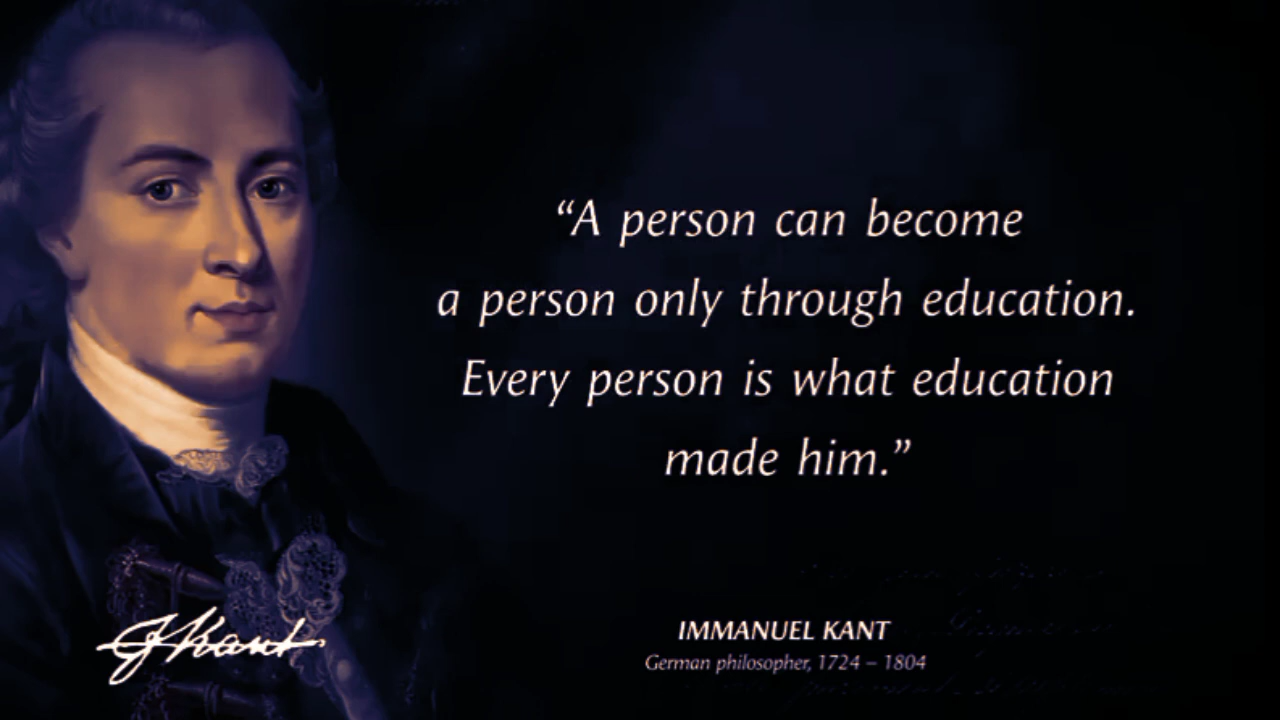 “A person can become
a person only through education.
Every person is what education
made him.”
IMMANUEL KANT
German philosopher, 1724 – 1804
JKant